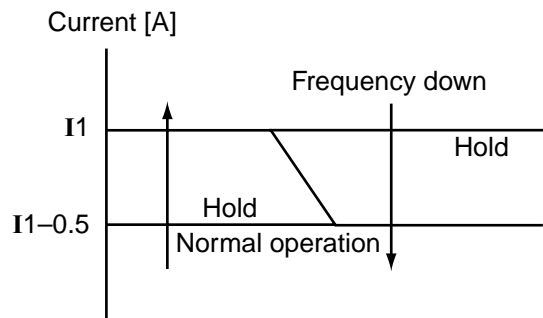 Current [A]
Frequency down
I1
Hold
I1–0.5
Hold
Normal operation